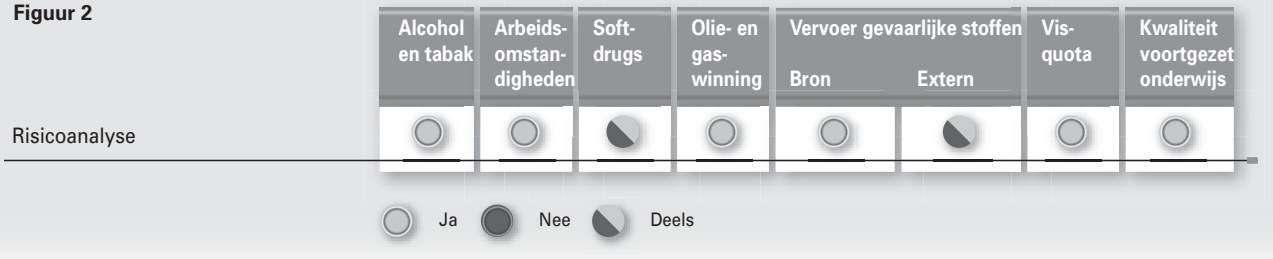 Figuur 2
Alcohol
en tabak
Arbeids-
omstan-
digheden
Soft-
drugs
Olie- en
gas-
winning
Vervoer gevaarlijke stoffen
Bron
Extern
Vis-
quota
Kwaliteit
voortgezet
onderwijs
Risicoanalyse
Ja
Nee
Deels